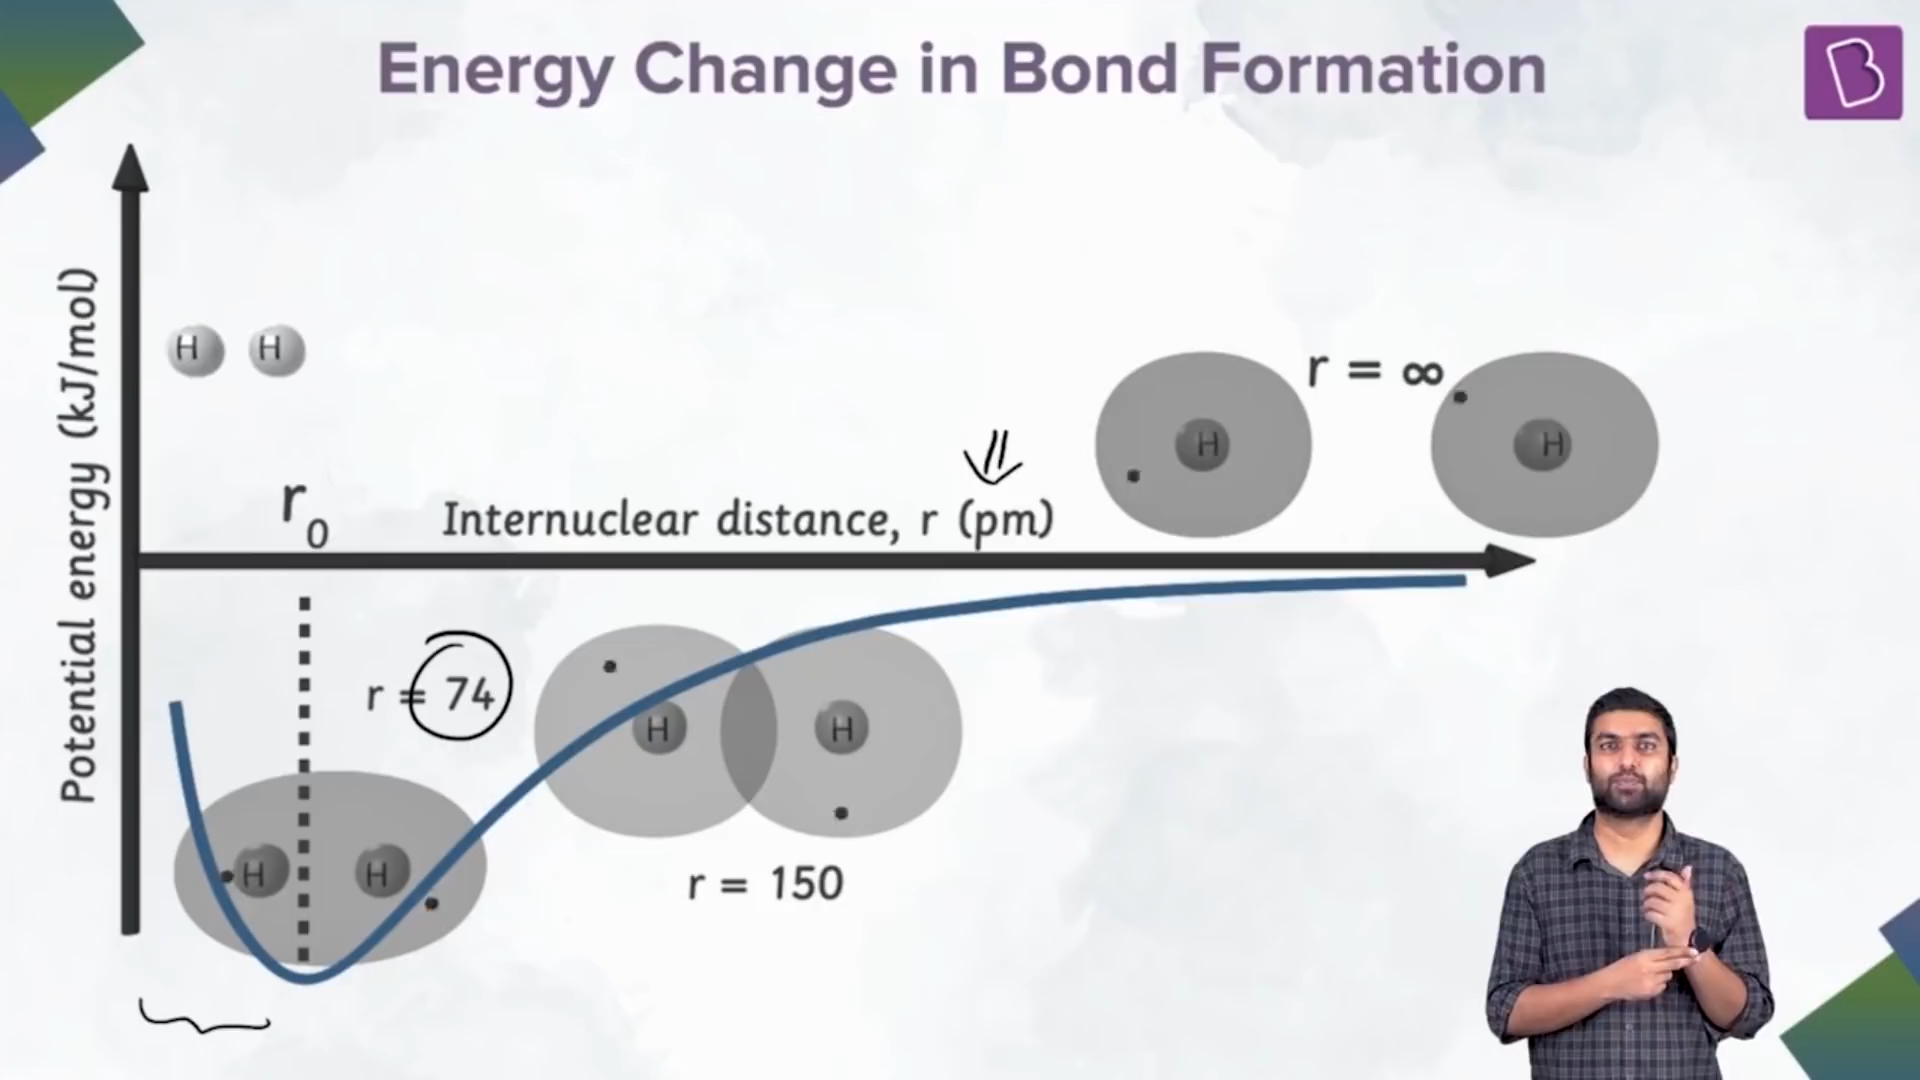 Energy Change in Bond Formation
B
Potential energy (kJ/mol)
H H
r = ∞
H H
r₀
Internuclear distance, r (pm)
r = 74
H H
H H
r = 150